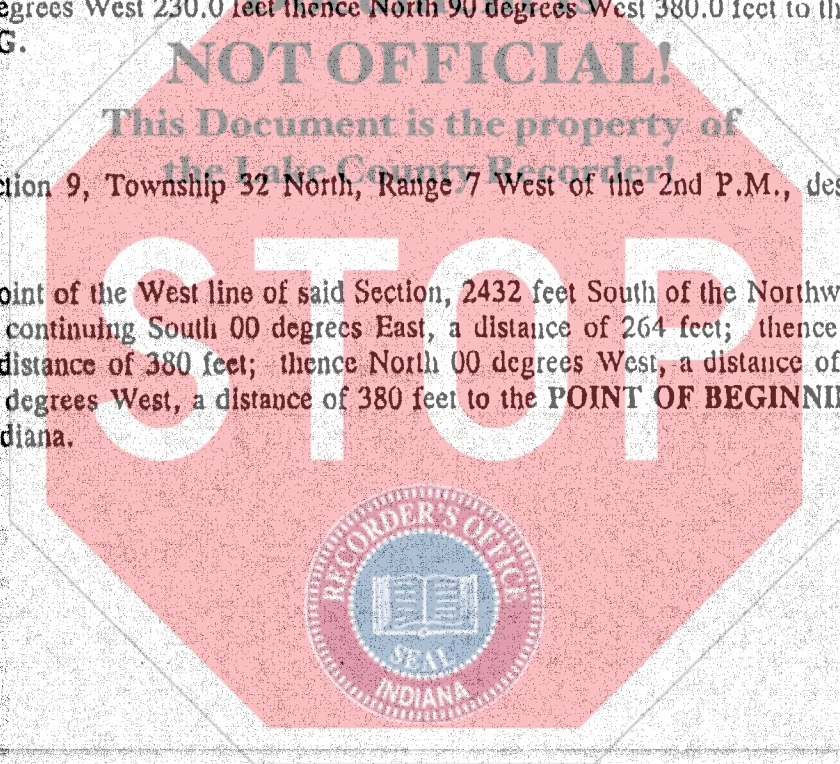 egrees West 230.0 feet thence North 90 degrees West 380.0 feet to th
G.
NOT OFFICIAL!
This Document is the property of
the Lake County Recorder!
ction 9, Township 32 North, Range 7 West of the 2nd P.M., des
STOP
oint of the West line of said Section, 2432 feet South of the Northw
continuing South 00 degrees East, a distance of 264 feet; thence
distance of 380 feet; thence North 00 degrees West, a distance of
degrees West, a distance of 380 feet to the POINT OF BEGINNI
diana.
RECORDER'S OFFICE
SEAL
INDIANA